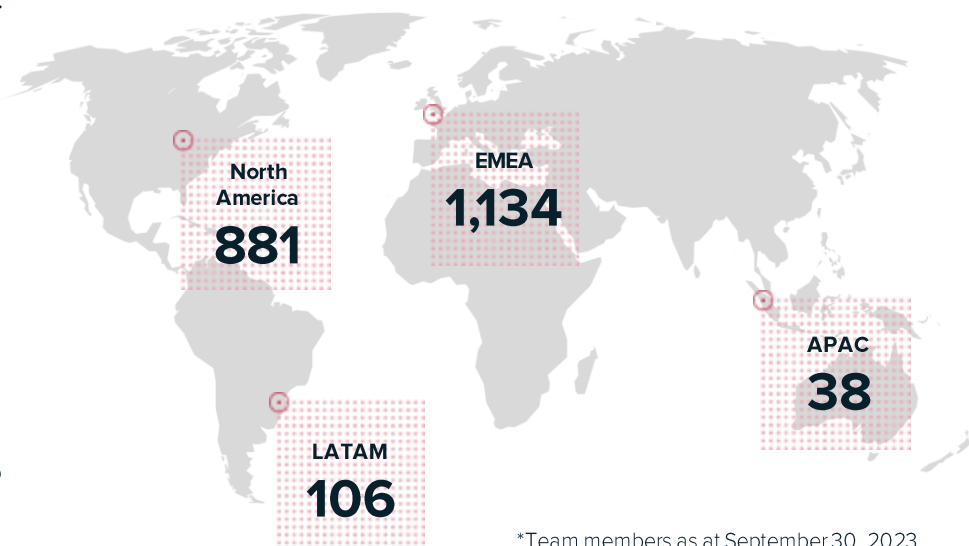 North
America
881
EMEA
1,134
APAC
38
LATAM
106
*Team members as at September 30, 2023